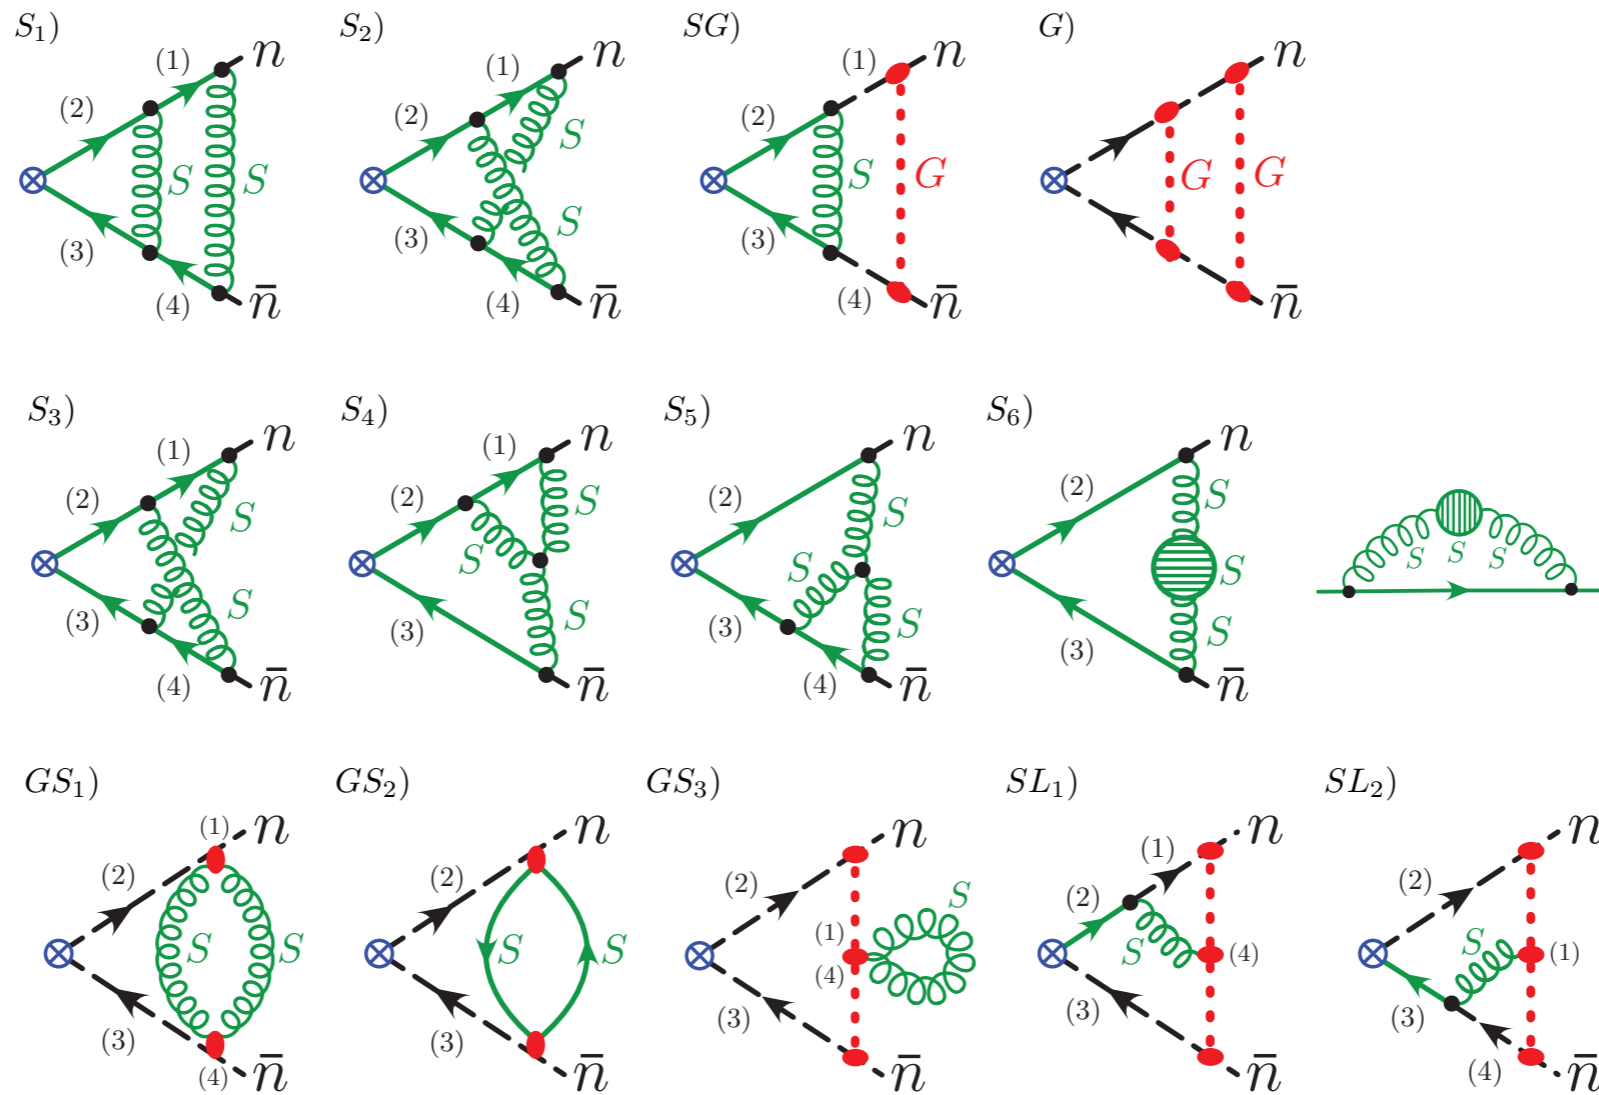 S₁) S₂) SG) G)
(1) n (1) n (1) n n
(2) (2) (2)
S S S S S G G G
(3) (3) (3)
(4) n̄ (4) n̄ (4) n̄ n̄
S₃) S₄) S₅) S₆)
(1) n (1) n n n
(2) (2) (2) (2)
S S S S S S S
S S S S S S S S
(3) (3) (3) (3)
(4) n̄ n̄ (4) n̄ n̄
GS₁) GS₂) GS₃) SL₁) SL₂)
(1) n n n (1) n n
(2) (2) (2) (2) (2)
S S S S S S S
(1) (4) (1)
(4)
(3) (3) (3) (3) (3)
(4) n̄ n̄ n̄ n̄ (4) n̄